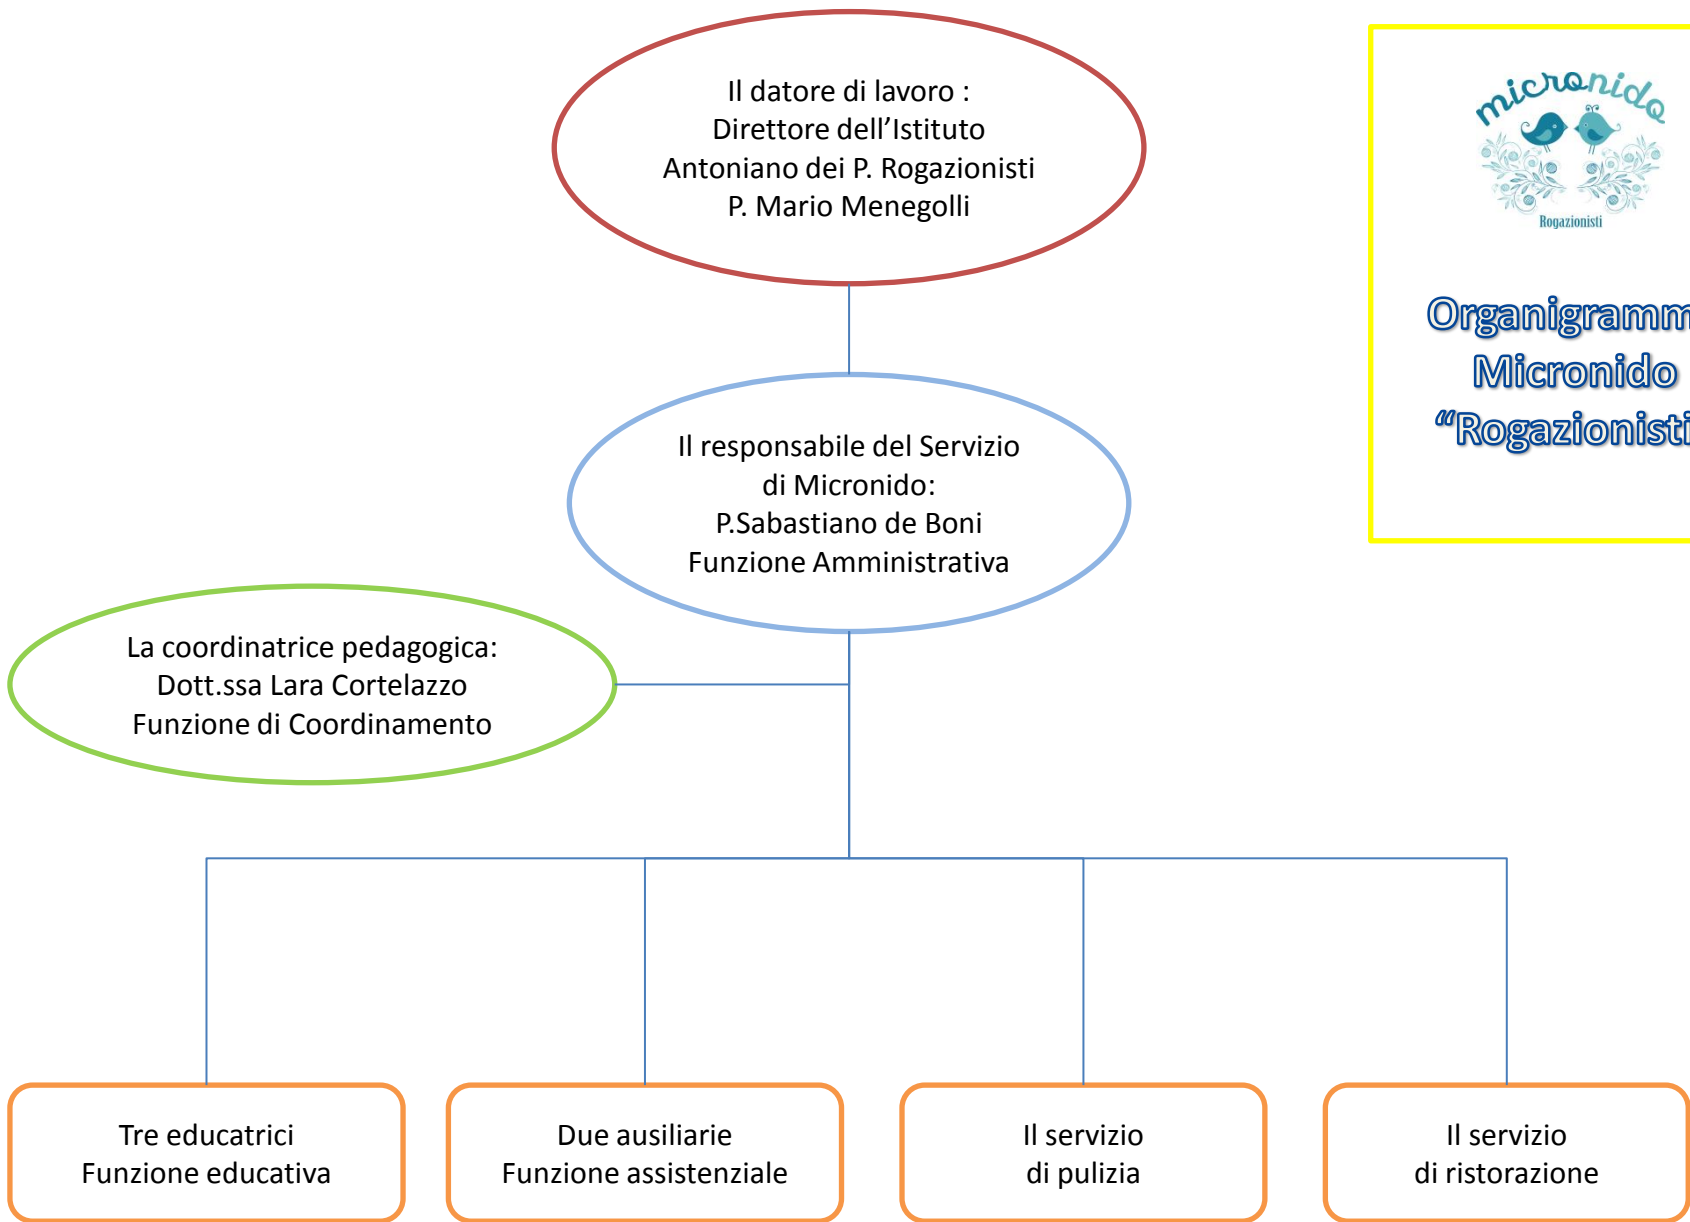 Il datore di lavoro :
Direttore dell’Istituto
Antoniano dei P. Rogazionisti
P. Mario Menegolli
micronido
Rogazionisti
Organigramm
Micronido
“Rogazionisti
Il responsabile del Servizio
di Micronido:
P.Sabastiano de Boni
Funzione Amministrativa
La coordinatrice pedagogica:
Dott.ssa Lara Cortelazzo
Funzione di Coordinamento
Tre educatrici
Funzione educativa
Due ausiliarie
Funzione assistenziale
Il servizio
di pulizia
Il servizio
di ristorazione